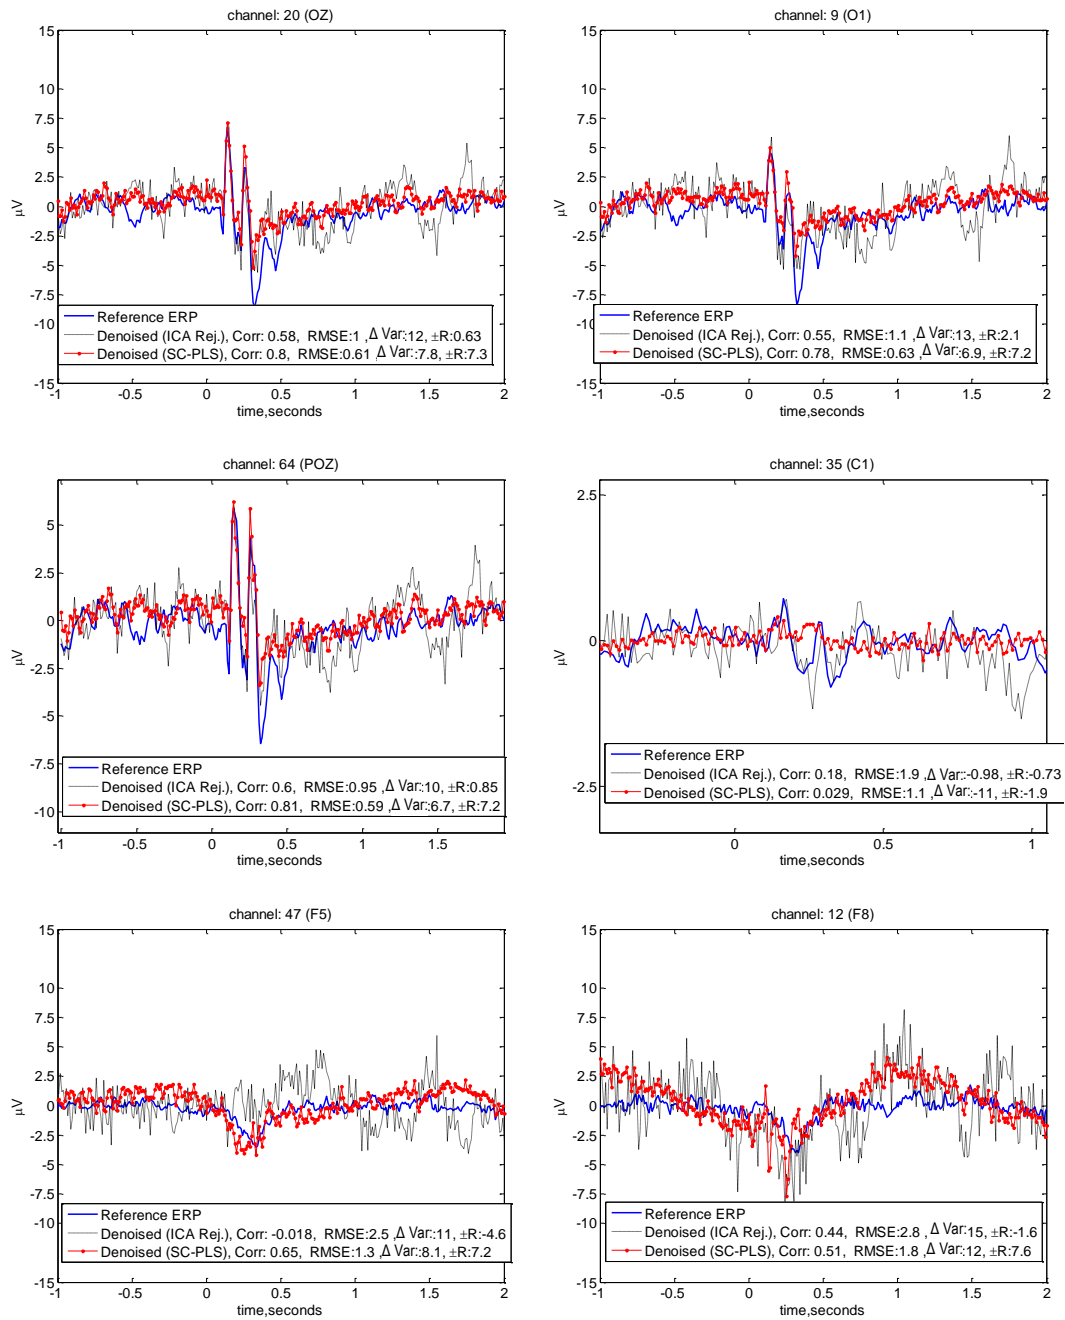 channel: 20 (OZ)
15
10
7.5
5
2.5
0
-2.5
-5
-7.5
-10
-15
μV
Reference ERP
Denoised (ICA Rej.), Corr: 0.58, RMSE:1 ,Δ Var:12, ±R:0.63
Denoised (SC-PLS), Corr: 0.8, RMSE:0.61 ,Δ Var:7.8, ±R:7.3
-1 -0.5 0 0.5 1 1.5 2
time,seconds
channel: 9 (O1)
15
10
7.5
5
2.5
0
-2.5
-5
-7.5
-10
-15
μV
Reference ERP
Denoised (ICA Rej.), Corr: 0.55, RMSE:1.1 ,Δ Var:13, ±R:2.1
Denoised (SC-PLS), Corr: 0.78, RMSE:0.63 ,Δ Var:6.9, ±R:7.2
-1 -0.5 0 0.5 1 1.5 2
time,seconds
channel: 64 (POZ)
5
2.5
0
-2.5
-5
-7.5
-10
μV
Reference ERP
Denoised (ICA Rej.), Corr: 0.6, RMSE:0.95 ,Δ Var:10, ±R:0.85
Denoised (SC-PLS), Corr: 0.81, RMSE:0.59 ,Δ Var:6.7, ±R:7.2
-1 -0.5 0 0.5 1 1.5
time,seconds
channel: 35 (C1)
2.5
0
-2.5
μV
Reference ERP
Denoised (ICA Rej.), Corr: 0.18, RMSE:1.9 ,Δ Var:-0.98, ±R:-0.73
Denoised (SC-PLS), Corr: 0.029, RMSE:1.1 ,Δ Var:-11, ±R:-1.9
0 0.5 1
time,seconds
channel: 47 (F5)
15
10
7.5
5
2.5
0
-2.5
-5
-7.5
-10
-15
μV
Reference ERP
Denoised (ICA Rej.), Corr: -0.018, RMSE:2.5 ,Δ Var:11, ±R:-4.6
Denoised (SC-PLS), Corr: 0.65, RMSE:1.3 ,Δ Var:8.1, ±R:7.2
-1 -0.5 0 0.5 1 1.5 2
time,seconds
channel: 12 (F8)
15
10
7.5
5
2.5
0
-2.5
-5
-7.5
-10
-15
μV
Reference ERP
Denoised (ICA Rej.), Corr: 0.44, RMSE:2.8 ,Δ Var:15, ±R:-1.6
Denoised (SC-PLS), Corr: 0.51, RMSE:1.8 ,Δ Var:12, ±R:7.6
-1 -0.5 0 0.5 1 1.5 2
time,seconds